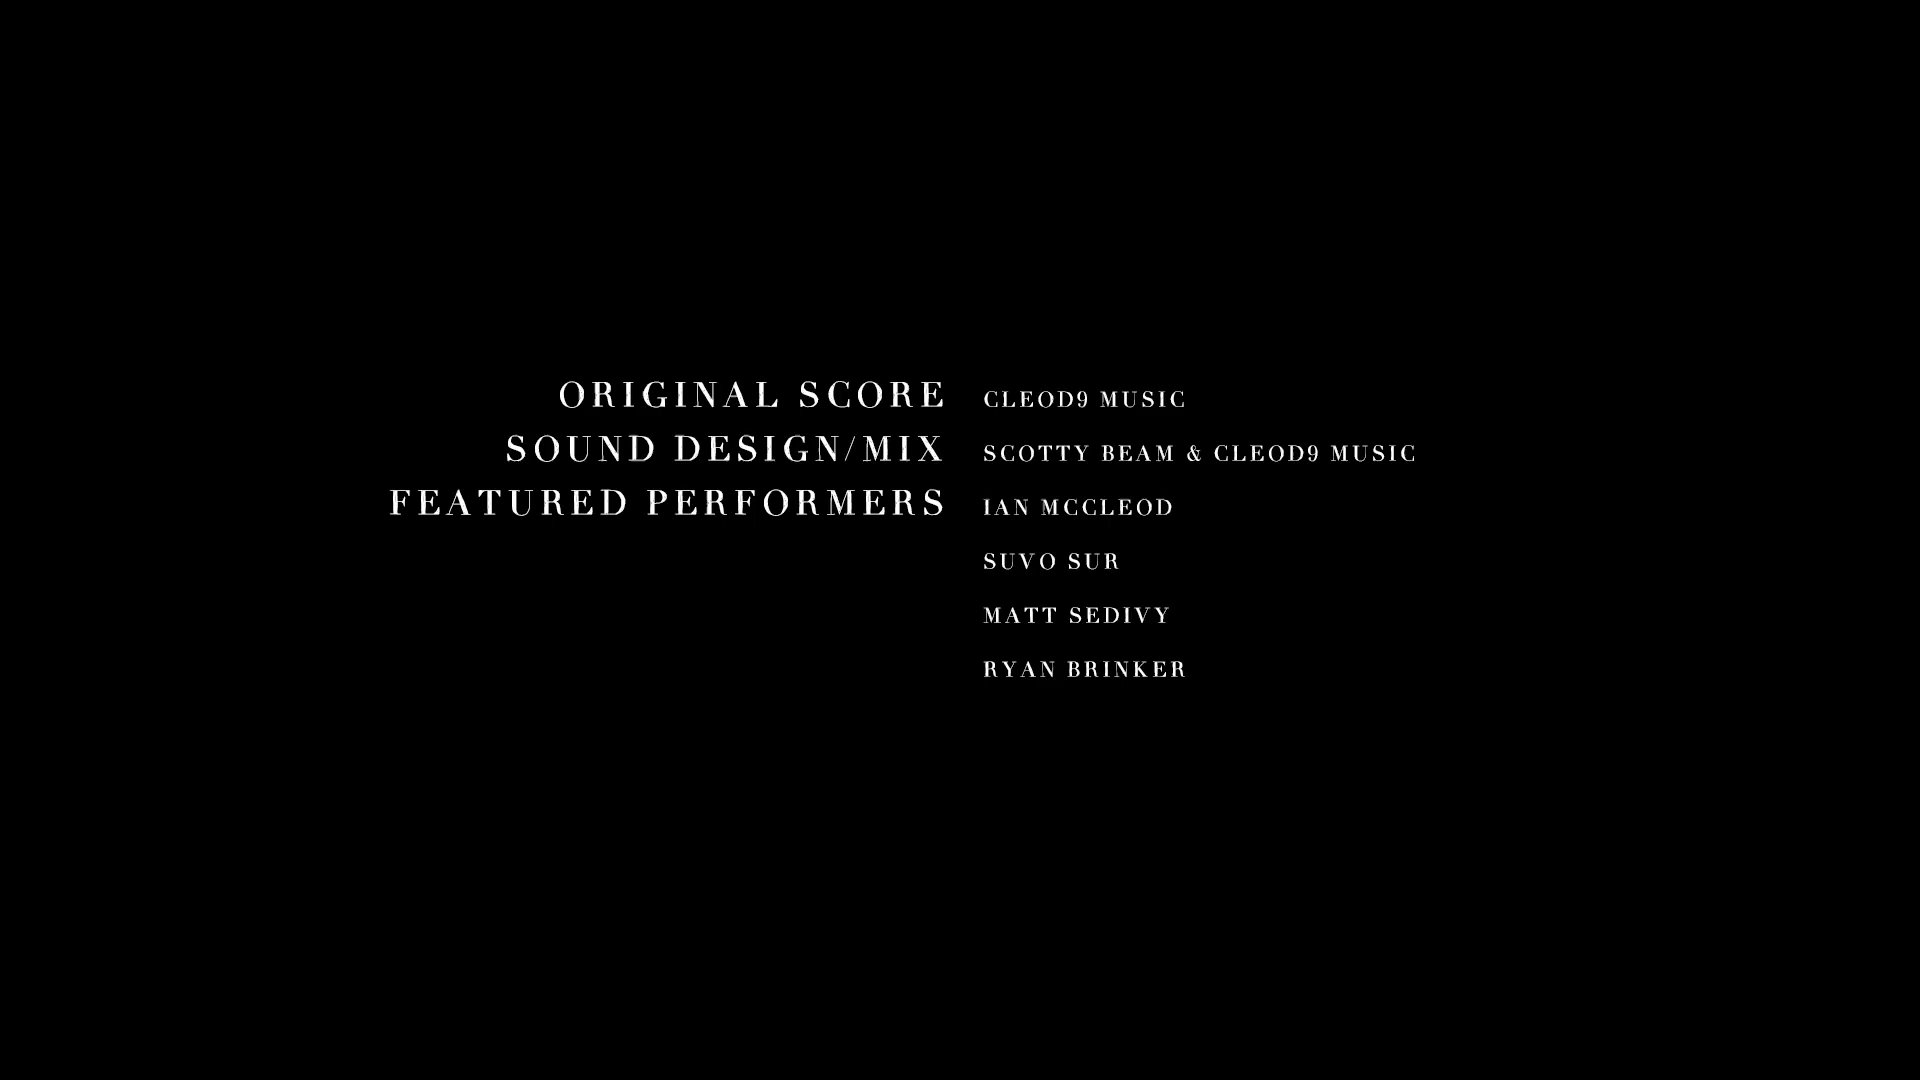 ORIGINAL SCORE CLEOD9 MUSIC
SOUND DESIGN/MIX SCOTTY BEAM & CLEOD9 MUSIC
FEATURED PERFORMERS IAN MCCLEOD
SUVO SUR
MATT SEDIVY
RYAN BRINKER